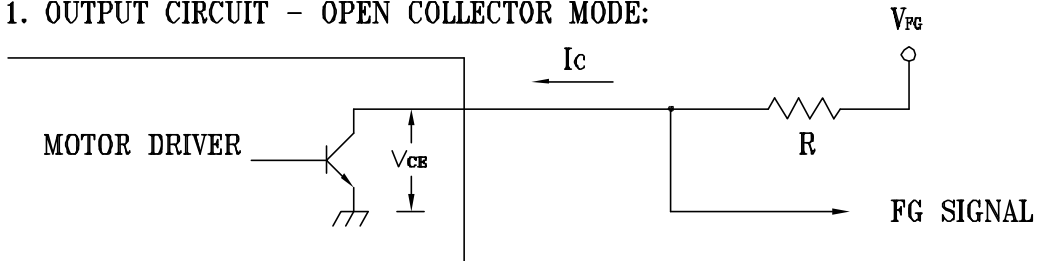 1. OUTPUT CIRCUIT – OPEN COLLECTOR MODE:
VFG
Ic
MOTOR DRIVER
VCE
R
FG SIGNAL